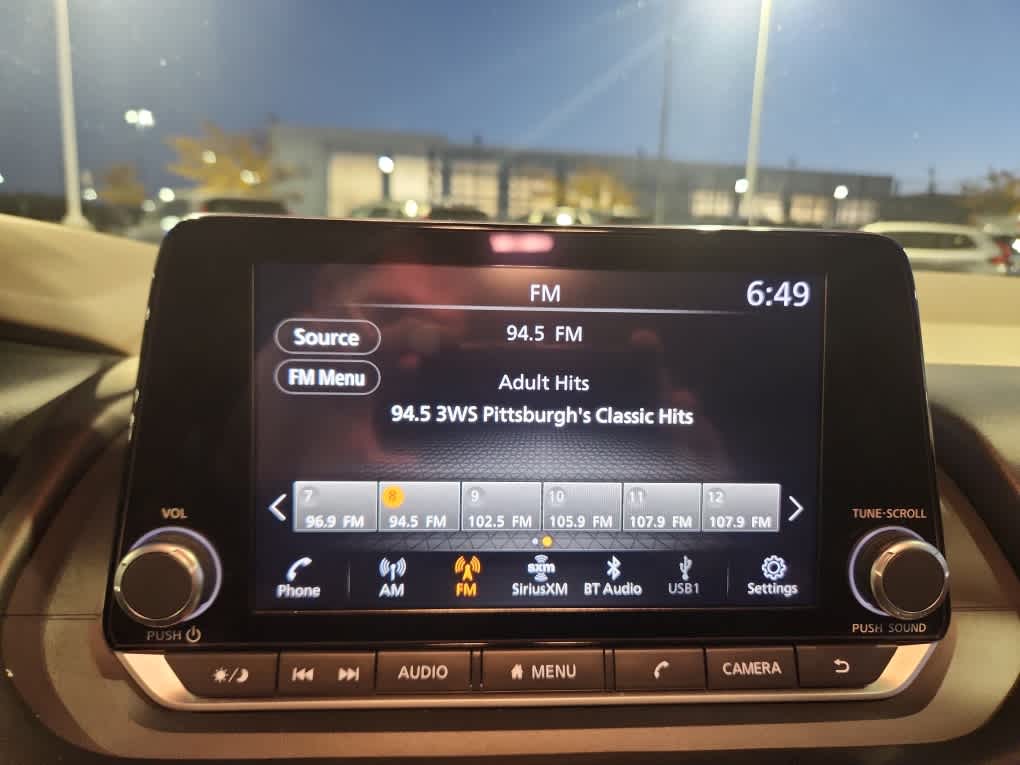 FM
6:49
Source
94.5 FM
FM Menu
Adult Hits
94.5 3WS Pittsburgh's Classic Hits
7 8 9 10 11 12
96.9 FM 94.5 FM 102.5 FM 105.9 FM 107.9 FM 107.9 FM
VOL
TUNE·SCROLL
sxm
Phone AM FM SiriusXM BT Audio USB1 Settings
PUSH
PUSH SOUND
AUDIO MENU CAMERA